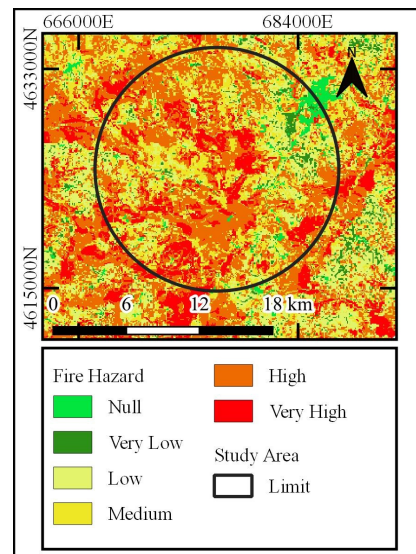 666000E 684000E
N
4633000N
4615000N
0 6 12 18 km
Fire Hazard
Null
Very Low
Low
Medium
High
Very High
Study Area
Limit